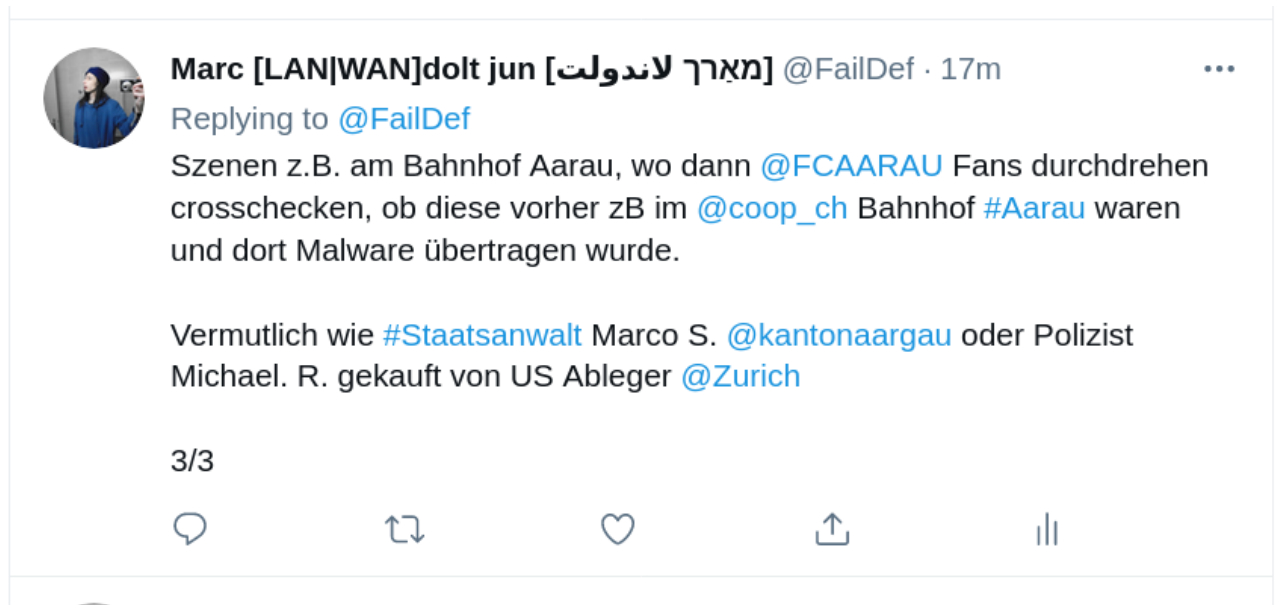 Marc [LAN|WAN]dolt jun [מאַרך لاندولت] @FailDef · 17m
Replying to @FailDef
Szenen z.B. am Bahnhof Aarau, wo dann @FCAARAU Fans durchdrehen
crosschecken, ob diese vorher zB im @coop_ch Bahnhof #Aarau waren
und dort Malware übertragen wurde.
Vermutlich wie #Staatsanwalt Marco S. @kantonaargau oder Polizist
Michael. R. gekauft von US Ableger @Zurich
3/3